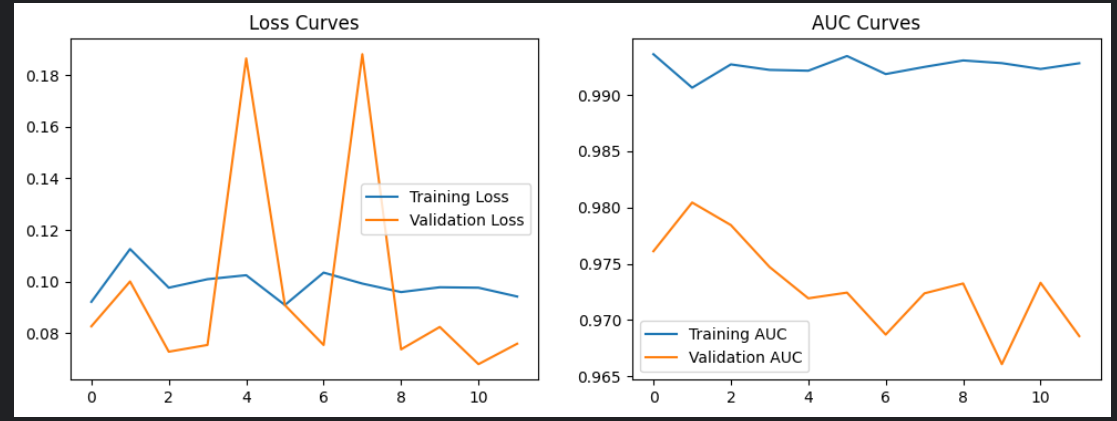 Loss Curves
0.18
0.16
0.14
0.12
0.10
0.08
0 2 4 6 8 10
Training Loss
Validation Loss
AUC Curves
0.990
0.985
0.980
0.975
0.970
0.965
0 2 4 6 8 10
Training AUC
Validation AUC